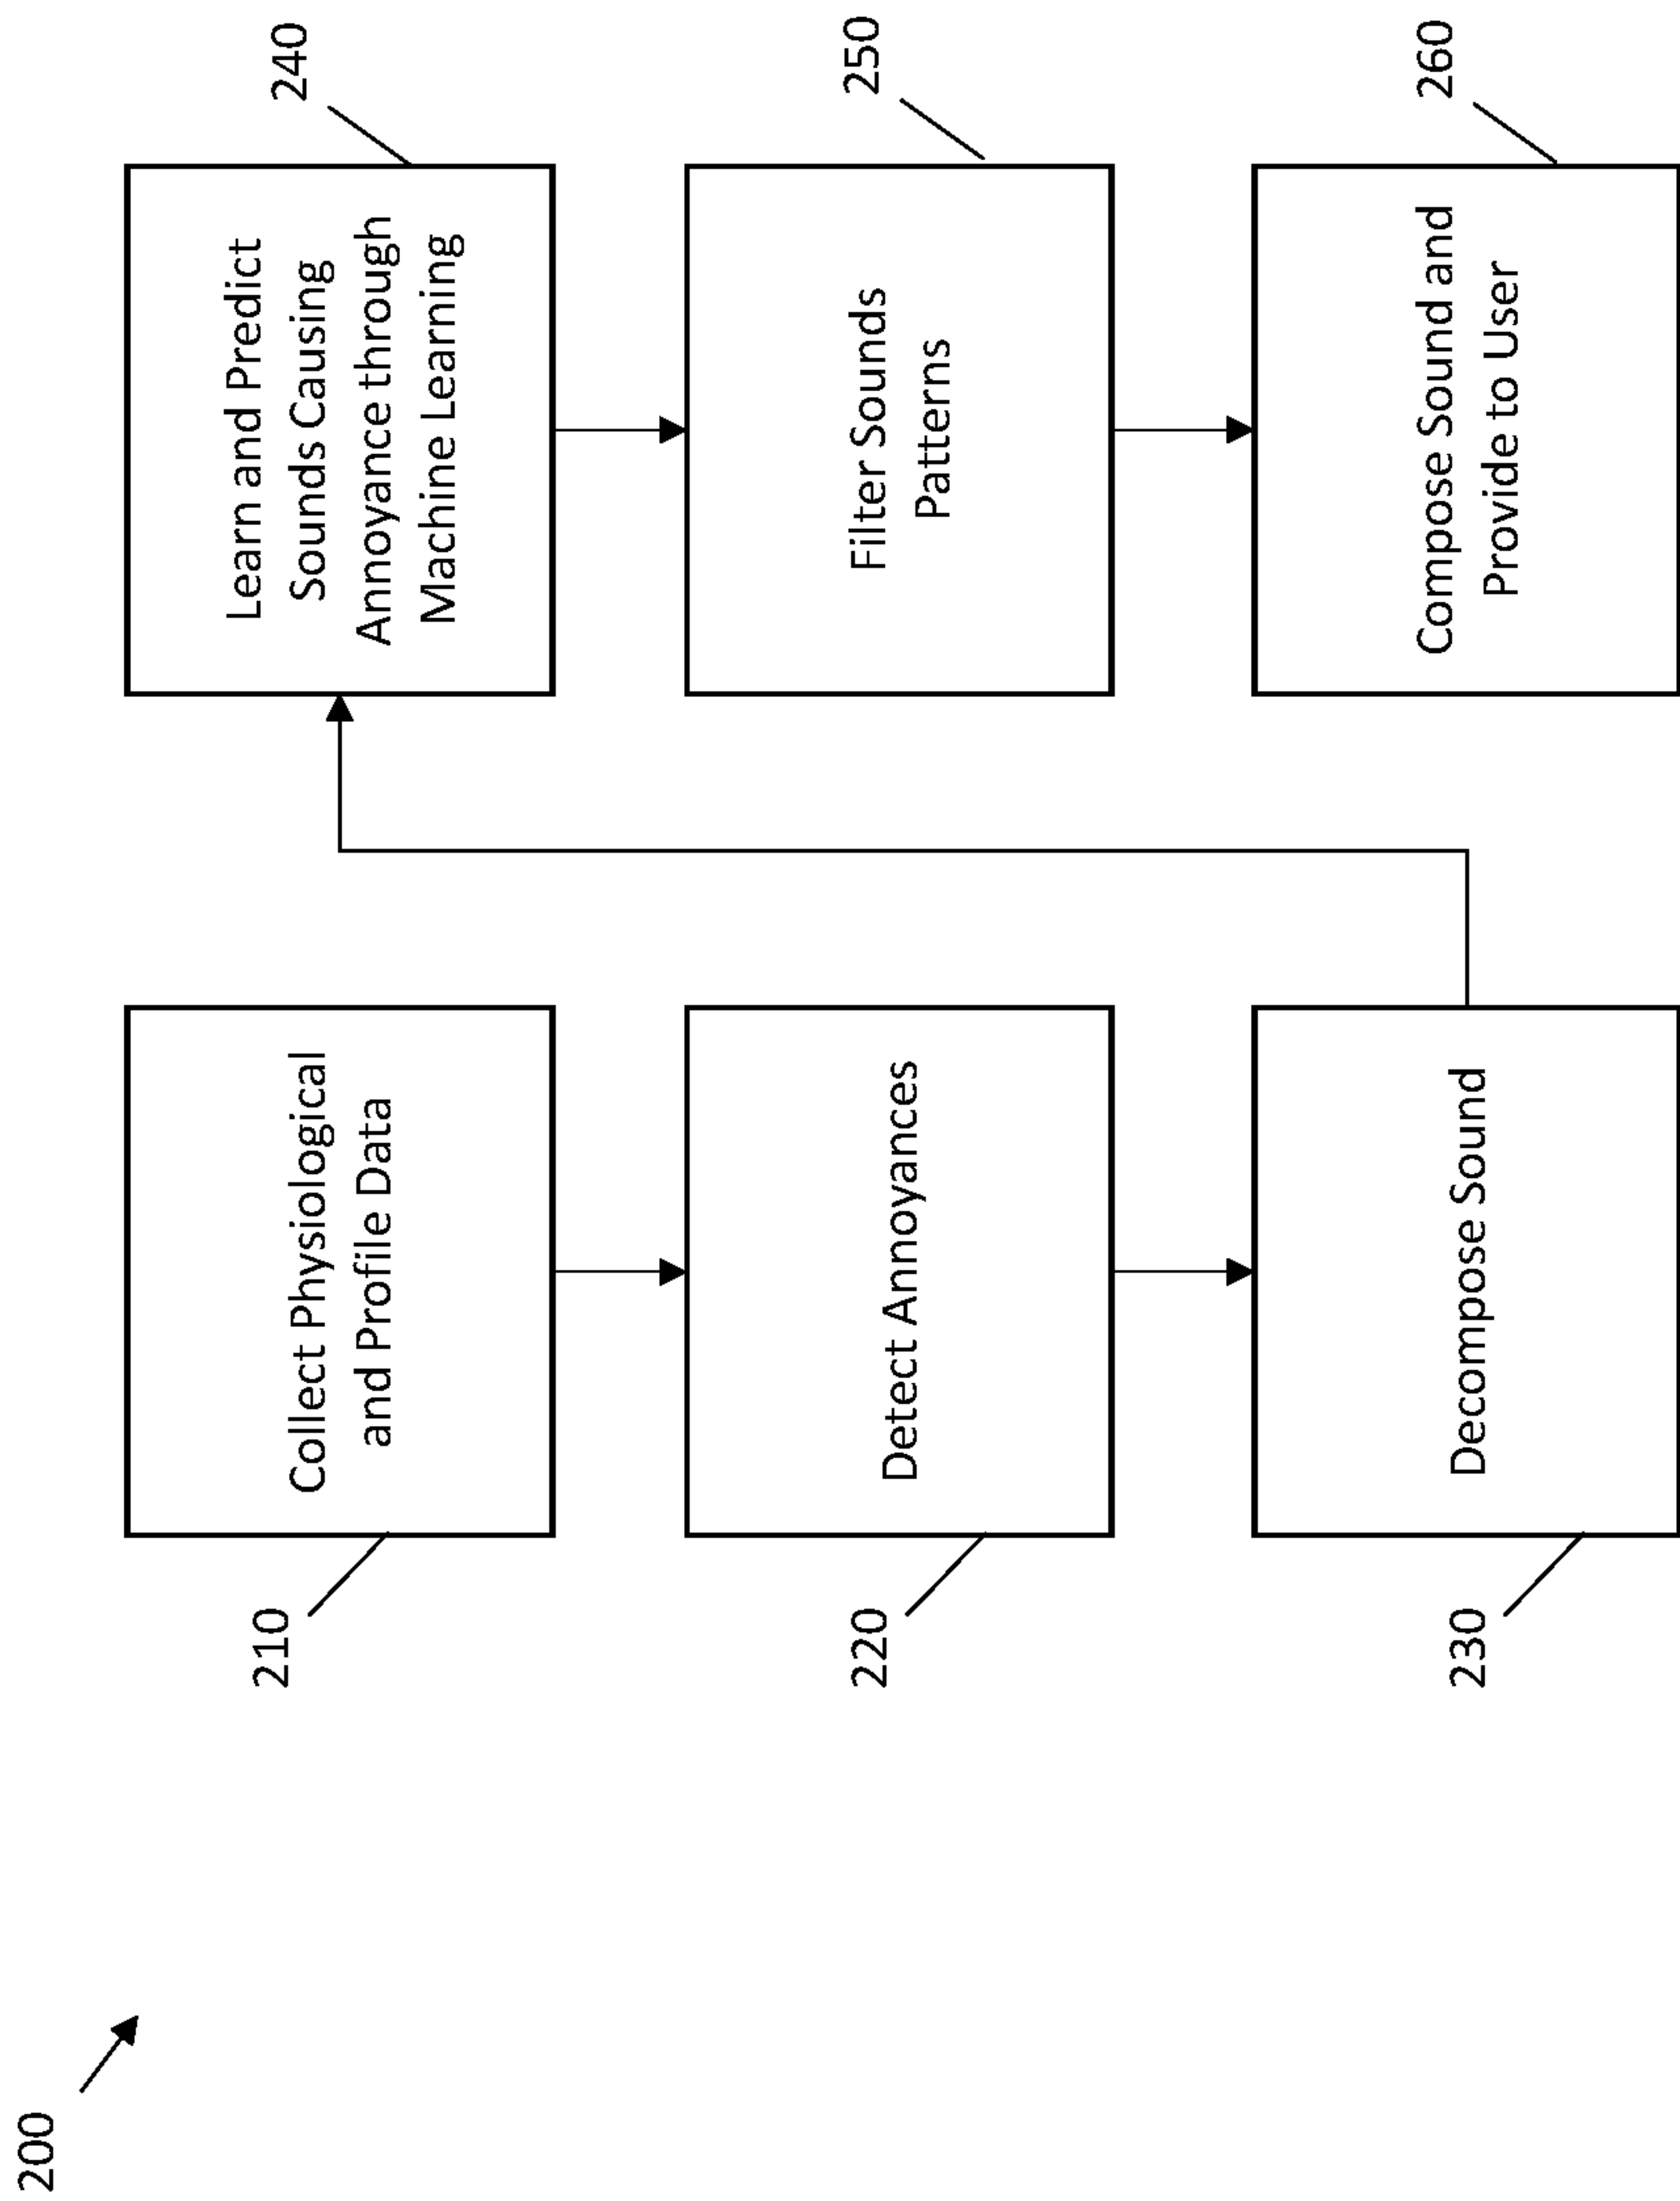 200
210
Collect Physiological
and Profile Data
220
Detect Annoyances
230
Decompose Sound
240
Learn and Predict
Sounds Causing
Annoyance through
Machine Learning
250
Filter Sounds
Patterns
260
Compose Sound and
Provide to User